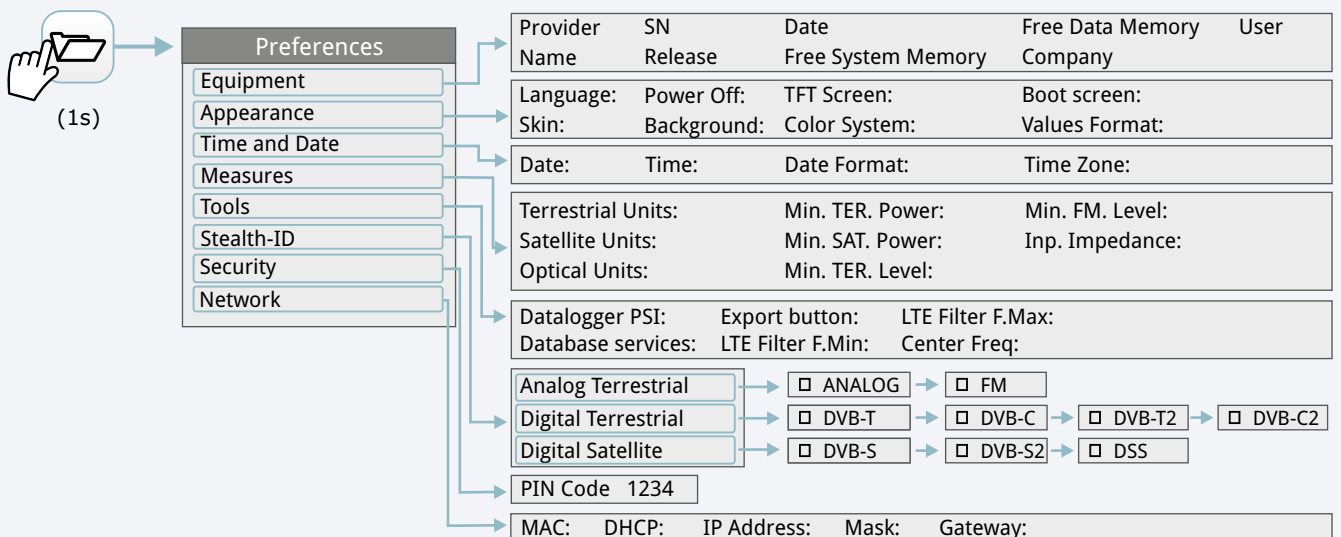 (1s)
Preferences
Equipment
Appearance
Time and Date
Measures
Tools
Stealth-ID
Security
Network
Provider SN Date Free Data Memory User
Name Release Free System Memory Company
Language: Power Off: TFT Screen: Boot screen:
Skin: Background: Color System: Values Format:
Date: Time: Date Format: Time Zone:
Terrestrial Units: Min. TER. Power: Min. FM. Level:
Satellite Units: Min. SAT. Power: Inp. Impedance:
Optical Units: Min. TER. Level:
Datalogger PSI: Export button: LTE Filter F.Max:
Database services: LTE Filter F.Min: Center Freq:
Analog Terrestrial ANALOG FM
Digital Terrestrial DVB-T DVB-C DVB-T2 DVB-C2
Digital Satellite DVB-S DVB-S2 DSS
PIN Code 1234
MAC: DHCP: IP Address: Mask: Gateway: